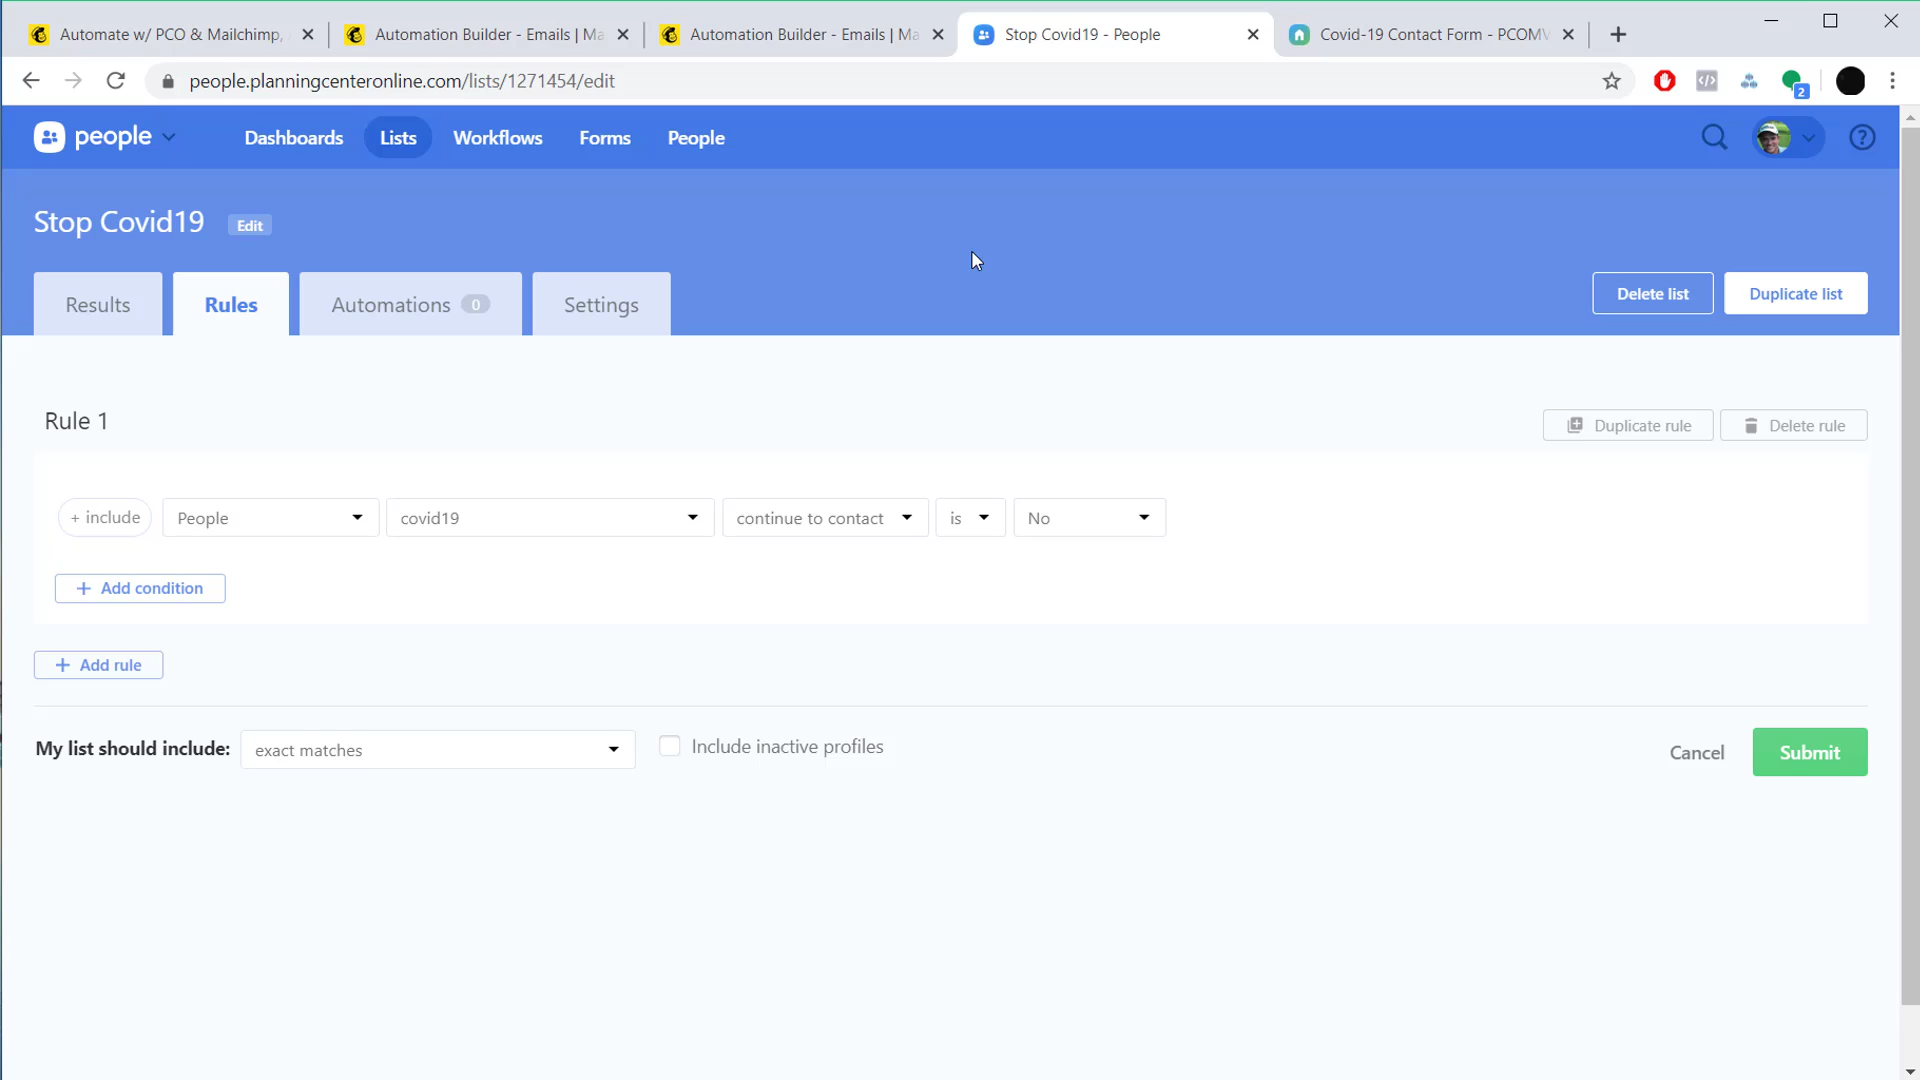 Automate w/ PCO & Mailchimp,
Automation Builder - Emails | Ma
Automation Builder - Emails | Ma
Stop Covid19 - People
Covid-19 Contact Form - PCOMV
people.planningcenteronline.com/lists/1271454/edit
2
people
Dashboards
Lists
Workflows
Forms
People
Stop Covid19
Edit
Results
Rules
Automations 0
Settings
Delete list
Duplicate list
Rule 1
Duplicate rule
Delete rule
+ include
People
covid19
continue to contact
is
No
+ Add condition
+ Add rule
My list should include:
exact matches
Include inactive profiles
Cancel
Submit